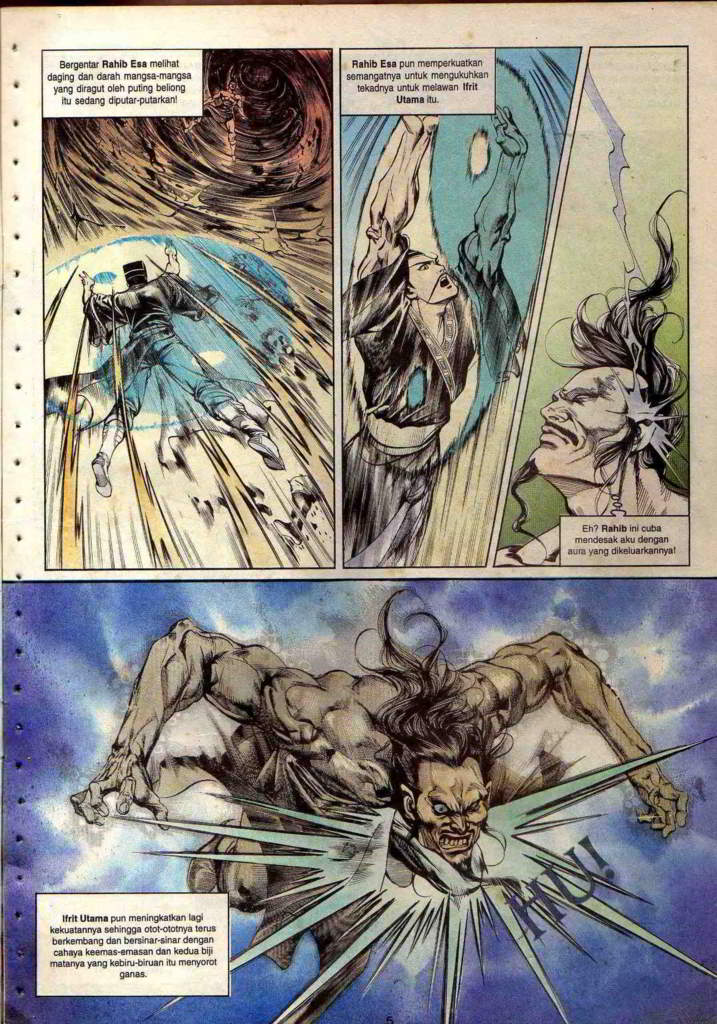 Bergentar Rahib Esa melihat
daging dan darah mangsa-mangsa
yang diragut oleh puting beliong
itu sedang diputar-putarkan!
Rahib Esa pun memperkuatkan
semangatnya untuk mengukuhkan
tekadnya untuk melawan Ifrit
Utama itu.
Eh? Rahib ini cuba
mendesak aku dengan
aura yang dikeluarkannya!
HU!
Ifrit Utama pun meningkatkan lagi
kekuatannya sehingga otot-ototnya terus
berkembang dan bersinar-sinar dengan
cahaya keemas-emasan dan kedua biji
matanya yang kebiru-biruan itu menyorot
ganas.
5